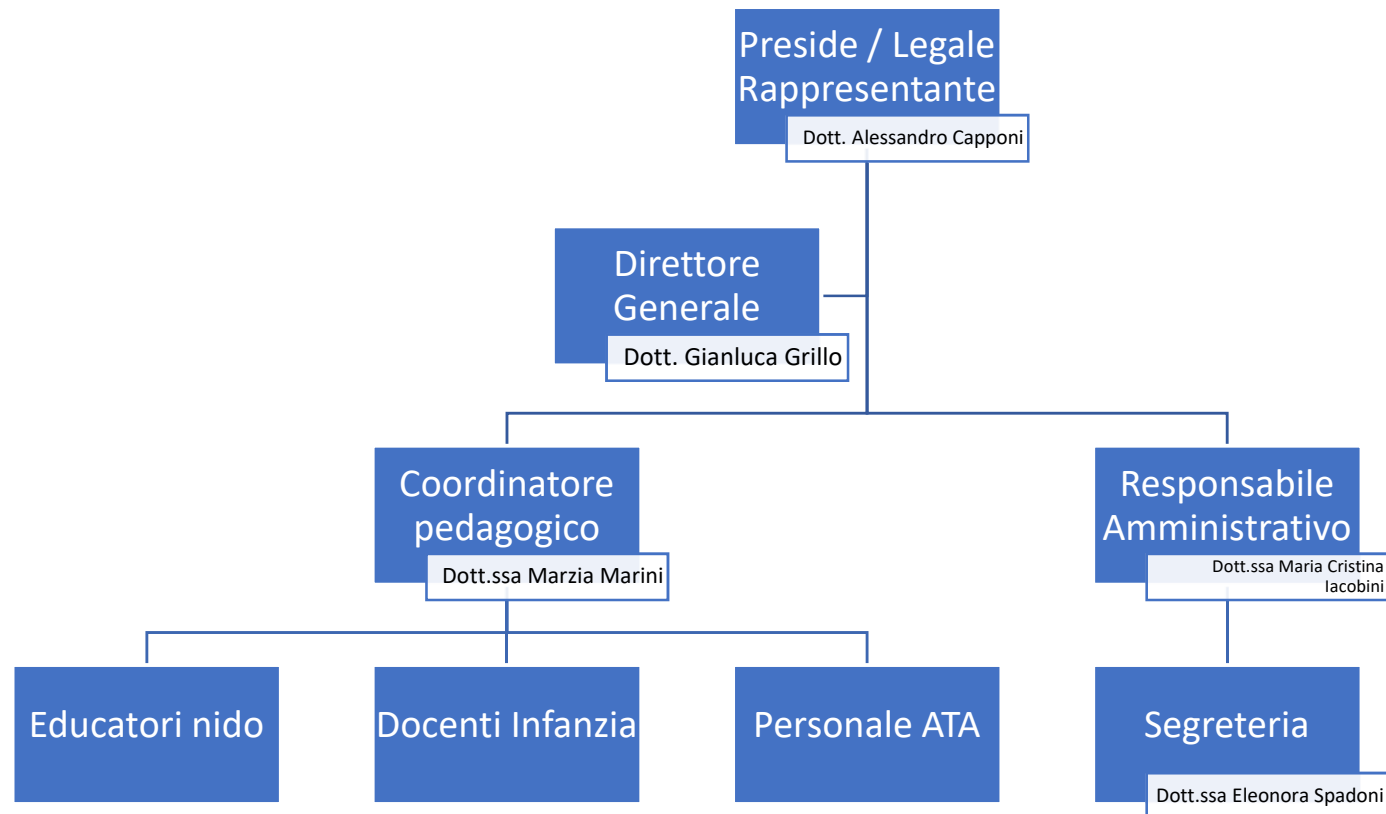 Preside / Legale
Rappresentante
Dott. Alessandro Capponi
Direttore
Generale
Dott. Gianluca Grillo
Coordinatore
pedagogico
Dott.ssa Marzia Marini
Responsabile
Amministrativo
Dott.ssa Maria Cristina
Iacobini
Educatori nido
Docenti Infanzia
Personale ATA
Segreteria
Dott.ssa Eleonora Spadoni